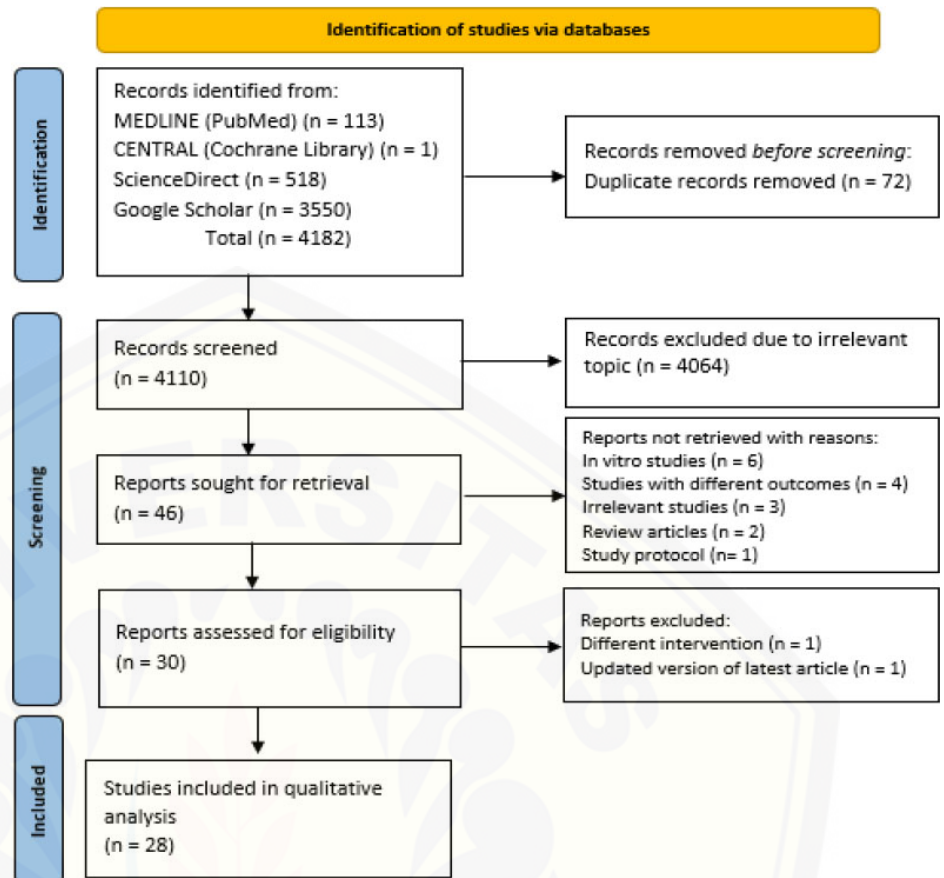 Identification of studies via databases
Identification
Records identified from:
MEDLINE (PubMed) (n = 113)
CENTRAL (Cochrane Library) (n = 1)
ScienceDirect (n = 518)
Google Scholar (n = 3550)
Total (n = 4182)
Records removed before screening:
Duplicate records removed (n = 72)
Screening
Records screened
(n = 4110)
Records excluded due to irrelevant
topic (n = 4064)
Reports sought for retrieval
(n = 46)
Reports not retrieved with reasons:
In vitro studies (n = 6)
Studies with different outcomes (n = 4)
Irrelevant studies (n = 3)
Review articles (n = 2)
Study protocol (n= 1)
Reports assessed for eligibility
(n = 30)
Reports excluded:
Different intervention (n = 1)
Updated version of latest article (n = 1)
Included
Studies included in qualitative
analysis
(n = 28)
VERSITAS